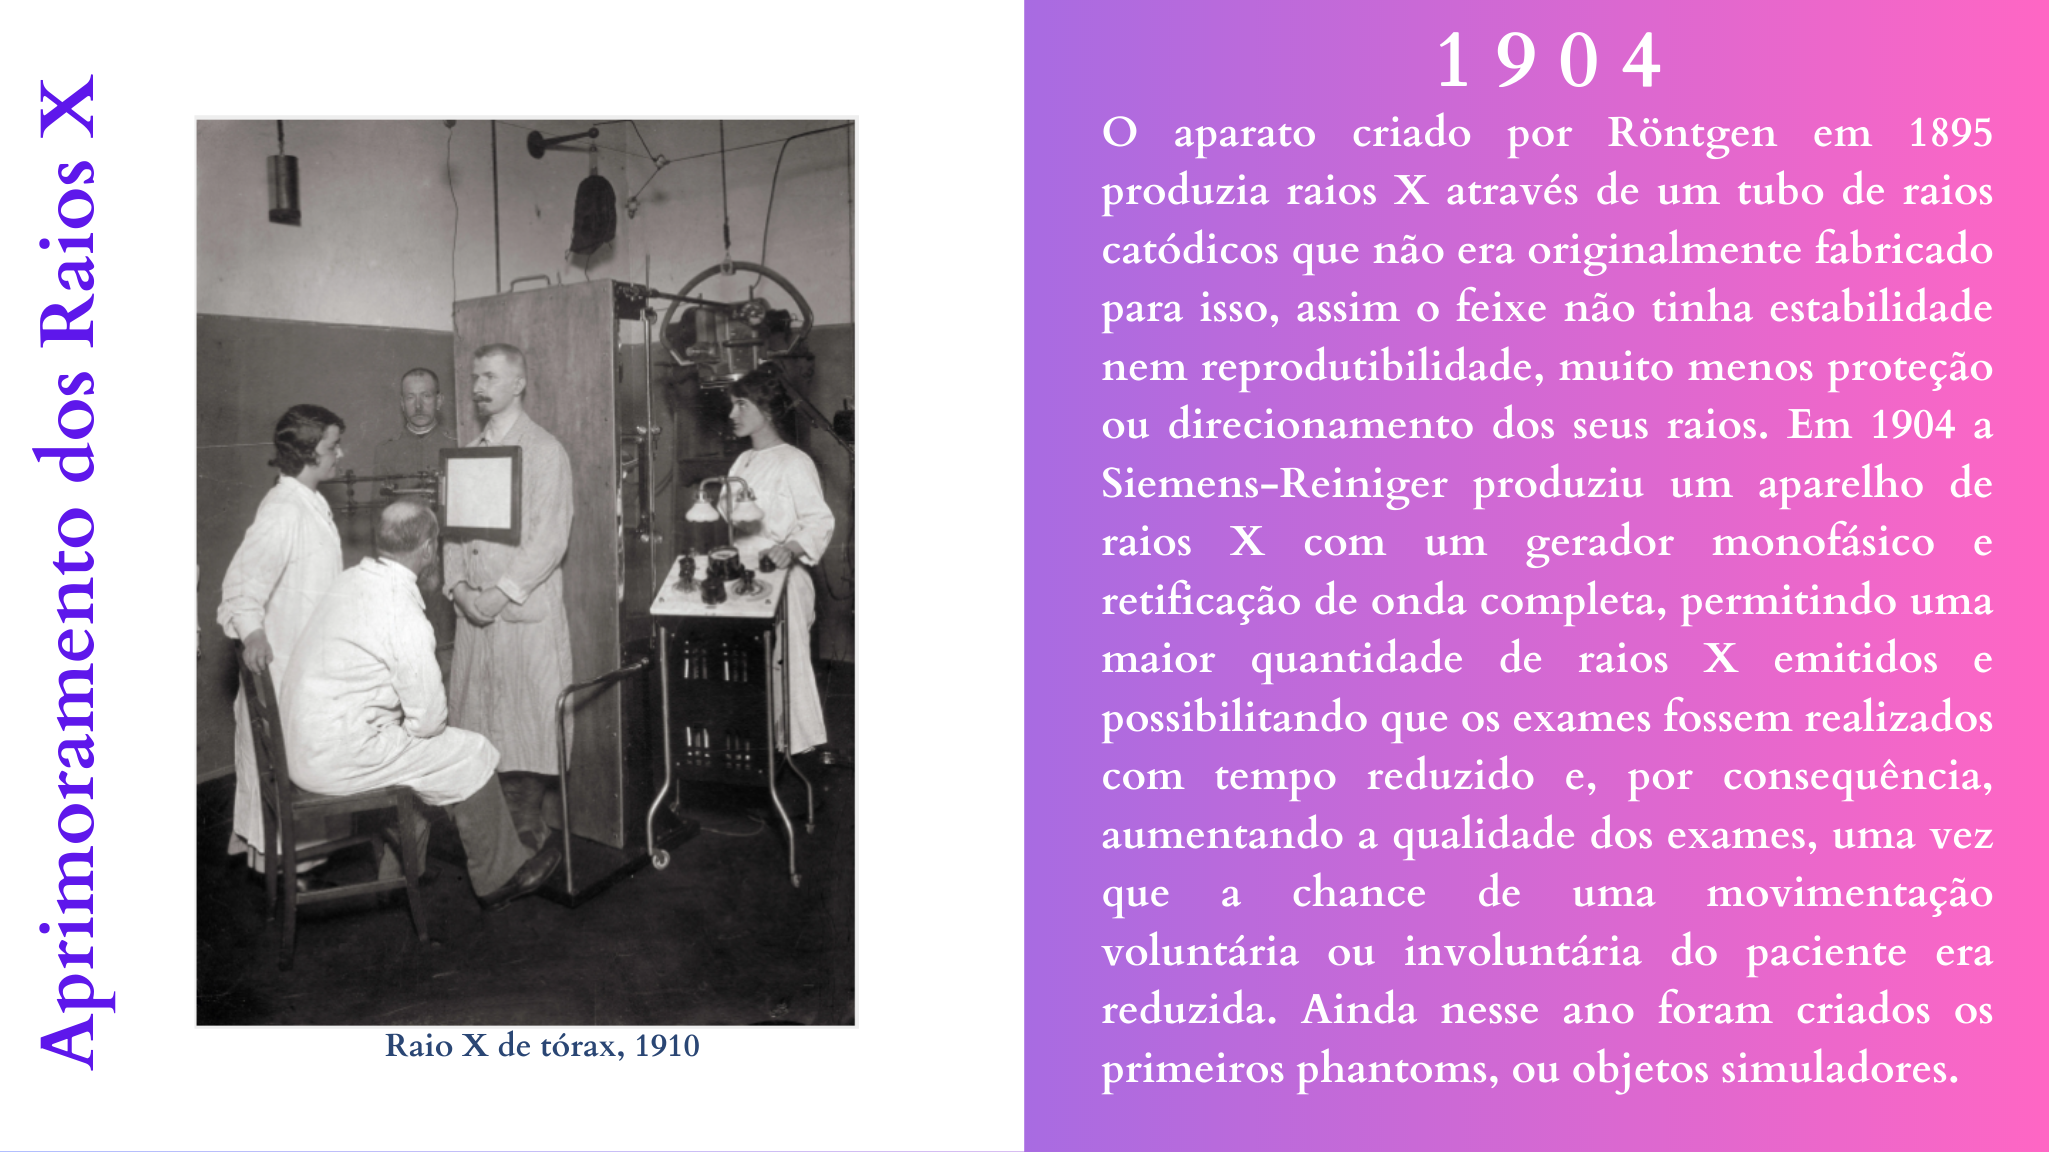 Aprimoramento dos Raios X
Raio X de tórax, 1910
1904
O aparato criado por Röntgen em 1895
produzia raios X através de um tubo de raios
catódicos que não era originalmente fabricado
para isso, assim o feixe não tinha estabilidade
nem reprodutibilidade, muito menos proteção
ou direcionamento dos seus raios. Em 1904 a
Siemens-Reiniger produziu um aparelho de
raios X com um gerador monofásico e
retificação de onda completa, permitindo uma
maior quantidade de raios X emitidos e
possibilitando que os exames fossem realizados
com tempo reduzido e, por consequência,
aumentando a qualidade dos exames, uma vez
que a chance de uma movimentação
voluntária ou involuntária do paciente era
reduzida. Ainda nesse ano foram criados os
primeiros phantoms, ou objetos simuladores.